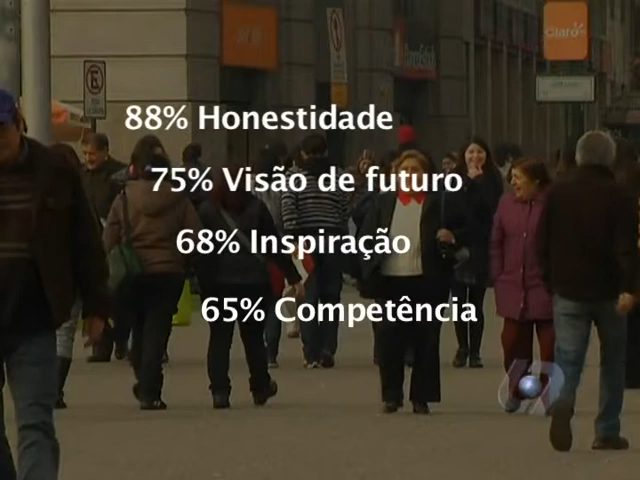 Claro
88% Honestidade
75% Visão de futuro
68% Inspiração
65% Competência